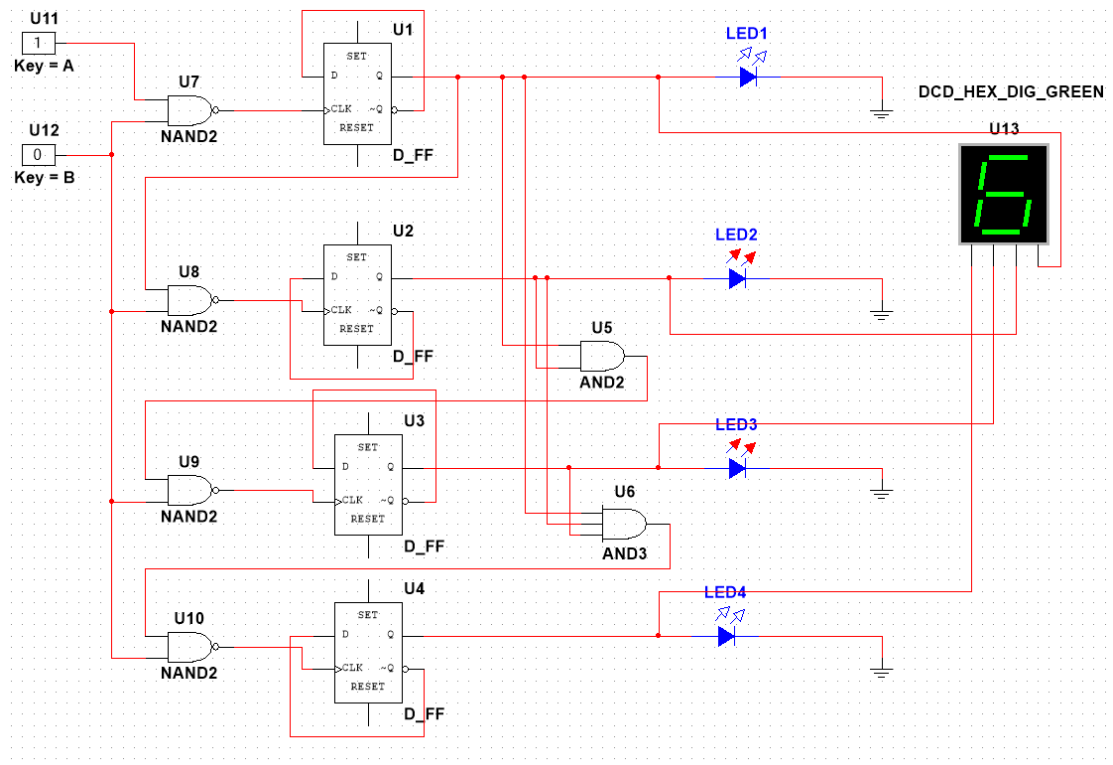 U11
1
Key = A
U12
0
Key = B
U7
NAND2
U1
SET
D Q
CLK ~Q
RESET
D_FF
LED1
DCD_HEX_DIG_GREEN
U13
6
U8
NAND2
U2
SET
D Q
CLK ~Q
RESET
D_FF
LED2
U5
AND2
U9
NAND2
U3
SET
D Q
CLK ~Q
RESET
D_FF
LED3
U6
AND3
U10
NAND2
U4
SET
D Q
CLK ~Q
RESET
D_FF
LED4